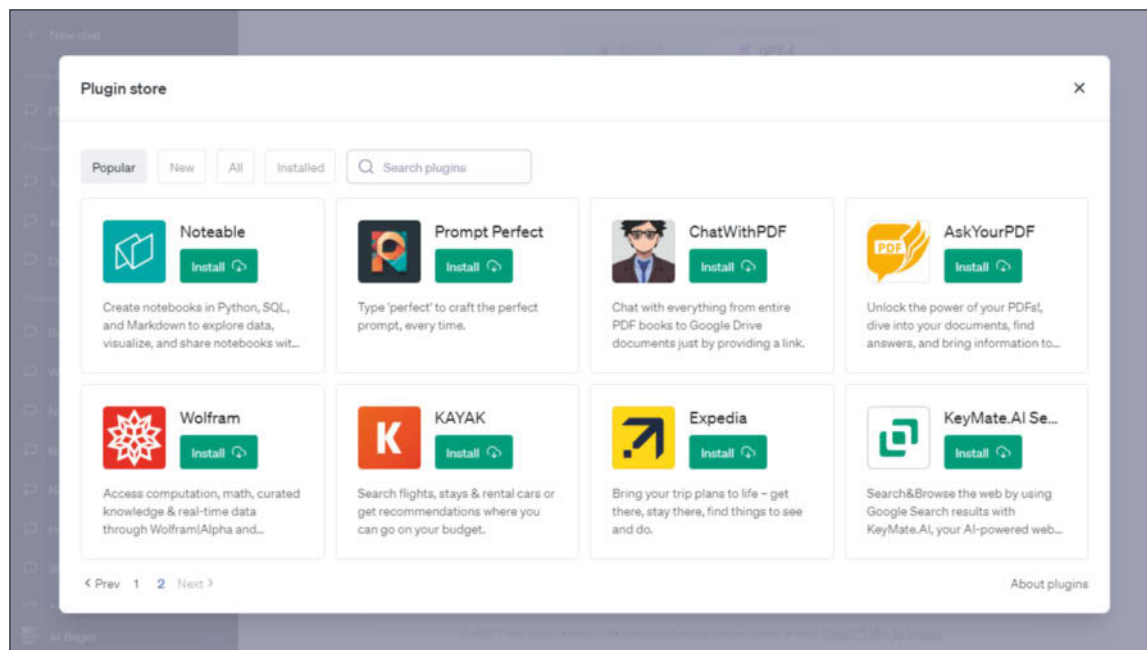 New chat
GPT-4
Plugin store
Popular New All Installed Search plugins
Noteable
Install
Create notebooks in Python, SQL,
and Markdown to explore data,
visualize, and share notebooks wit...
Prompt Perfect
Install
Type 'perfect' to craft the perfect
prompt, every time.
ChatWithPDF
Install
Chat with everything from entire
PDF books to Google Drive
documents just by providing a link.
PDF
AskYourPDF
Install
Unlock the power of your PDFs!,
dive into your documents, find
answers, and bring information to...
Wolfram
Install
Access computation, math, curated
knowledge & real-time data
through Wolfram|Alpha and...
K
KAYAK
Install
Search flights, stays & rental cars or
get recommendations where you
can go on your budget.
Expedia
Install
Bring your trip plans to life – get
there, stay there, find things to see
and do.
KeyMate.AI Se...
Install
Search&Browse the web by using
Google Search results with
KeyMate.AI, your AI-powered web...
Prev 1 2 Next
About plugins